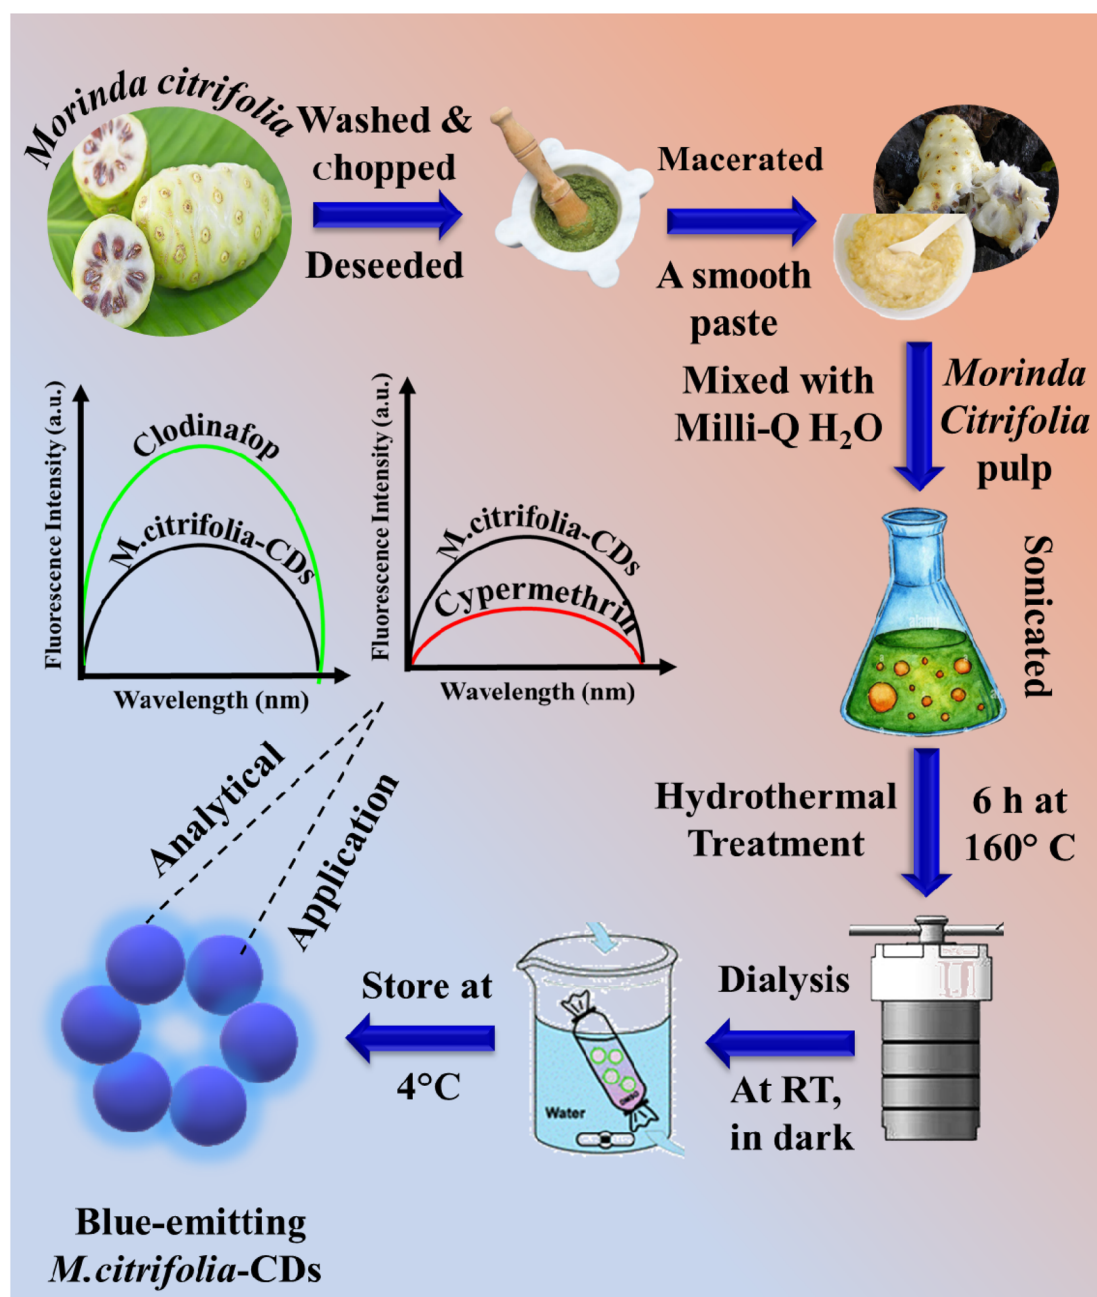 Morinda citrifolia
Washed &
chopped
Deseeded
Macerated
A smooth
paste
Mixed with
Milli-Q H₂O
Morinda
Citrifolia
pulp
Sonicated
Hydrothermal
Treatment
6 h at
160° C
Dialysis
At RT,
in dark
Water
Store at
4°C
Blue-emitting
M.citrifolia-CDs
Analytical
Application
Fluorescence Intensity (a.u.)
Clodinafop
M.citrifolia-CDs
Wavelength (nm)
Fluorescence Intensity (a.u.)
M.citrifolia-CDs
Cypermethrin
Wavelength (nm)